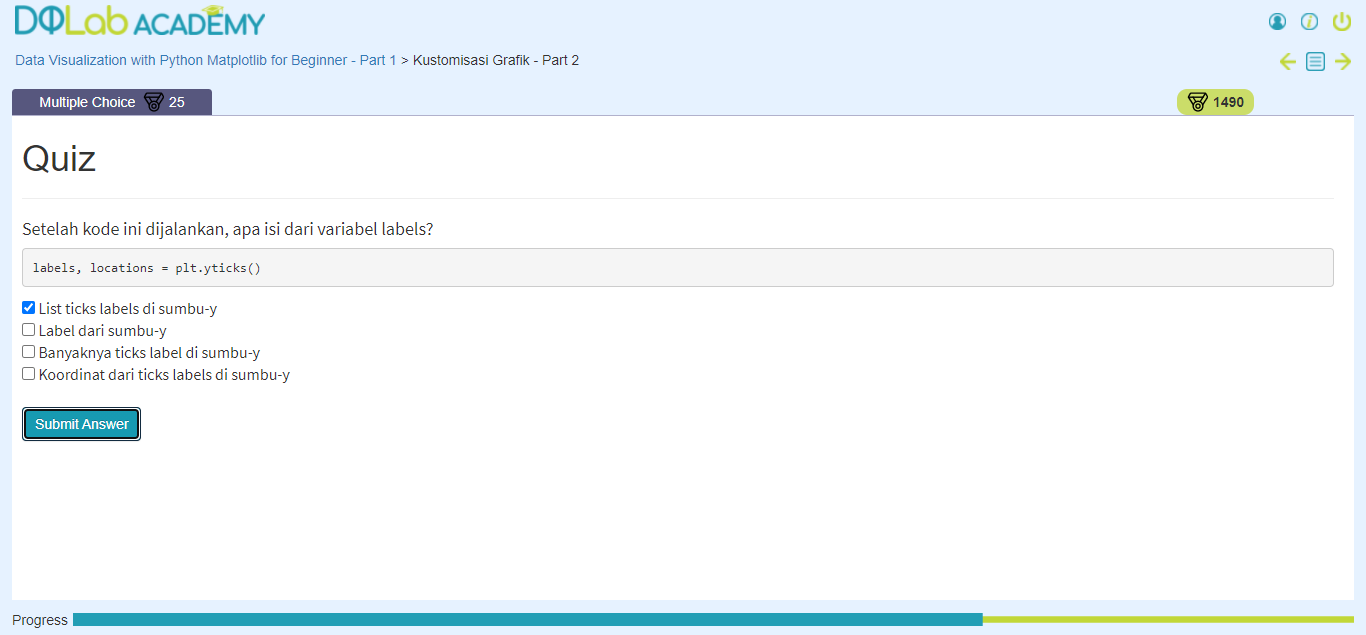 DQLab ACADEMY
Data Visualization with Python Matplotlib for Beginner - Part 1 > Kustomisasi Grafik - Part 2
Multiple Choice 25
1490
Quiz
Setelah kode ini dijalankan, apa isi dari variabel labels?
labels, locations = plt.yticks()
List ticks labels di sumbu-y
Label dari sumbu-y
Banyaknya ticks label di sumbu-y
Koordinat dari ticks labels di sumbu-y
Submit Answer
Progress